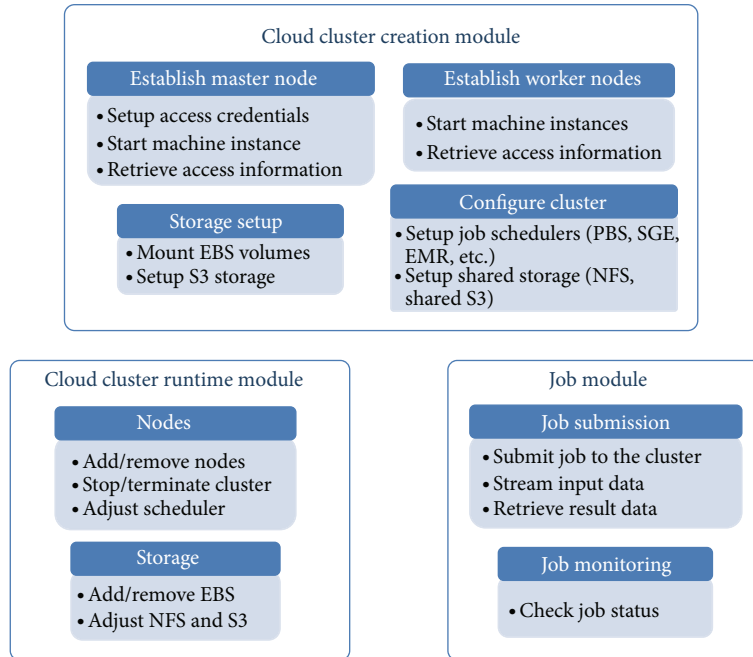 Cloud cluster creation module
Establish master node
• Setup access credentials
• Start machine instance
• Retrieve access information
Establish worker nodes
• Start machine instances
• Retrieve access information
Storage setup
• Mount EBS volumes
• Setup S3 storage
Configure cluster
• Setup job schedulers (PBS, SGE,
EMR, etc.)
• Setup shared storage (NFS,
shared S3)
Cloud cluster runtime module
Nodes
• Add/remove nodes
• Stop/terminate cluster
• Adjust scheduler
Storage
• Add/remove EBS
• Adjust NFS and S3
Job module
Job submission
• Submit job to the cluster
• Stream input data
• Retrieve result data
Job monitoring
• Check job status